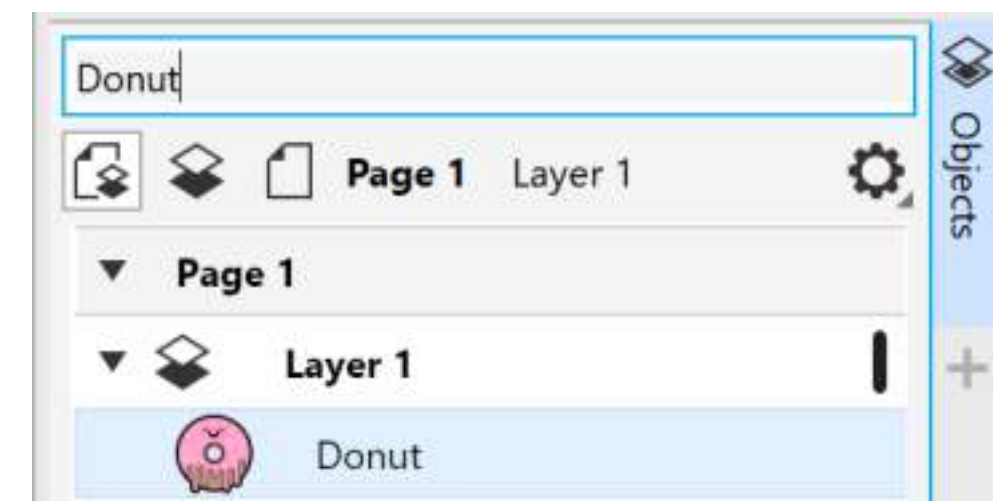 Donut
Page 1 Layer 1
Page 1
Layer 1
Donut
Objects